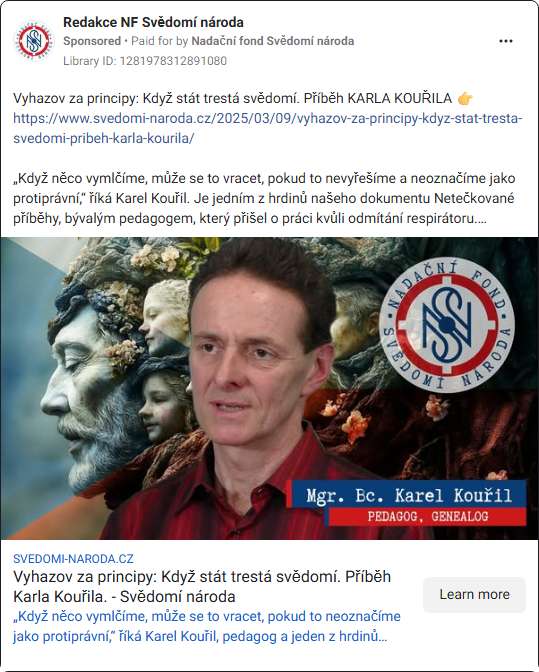 Redakce NF Svědomí národa
Sponsored • Paid for by Nadační fond Svědomí národa
Library ID: 1281978312891080
Vyhazov za principy: Když stát trestá svědomí. Příběh KARLA KOUŘILA 👉
https://www.svedomi-naroda.cz/2025/03/09/vyhazov-za-principy-kdyz-stat-tresta-
svedomi-pribeh-karla-kourila/
„Když něco vymlčíme, může se to vracet, pokud to nevyřešíme a neoznačíme jako
protiprávní,“ říká Karel Kouřil. Je jedním z hrdinů našeho dokumentu Netečkované
příběhy, bývalým pedagogem, který přišel o práci kvůli odmítání respirátoru....
NADAČNÍ FOND
SVĚDOMÍ NÁRODA
Mgr. Bc. Karel Kouřil
PEDAGOG, GENEALOG
SVEDOMI-NARODA.CZ
Vyhazov za principy: Když stát trestá svědomí. Příběh
Karla Kouřila. - Svědomí národa
Learn more
„Když něco vymlčíme, může se to vracet, pokud to neoznačíme
jako protiprávní,“ říká Karel Kouřil, pedagog a jeden z hrdinů…